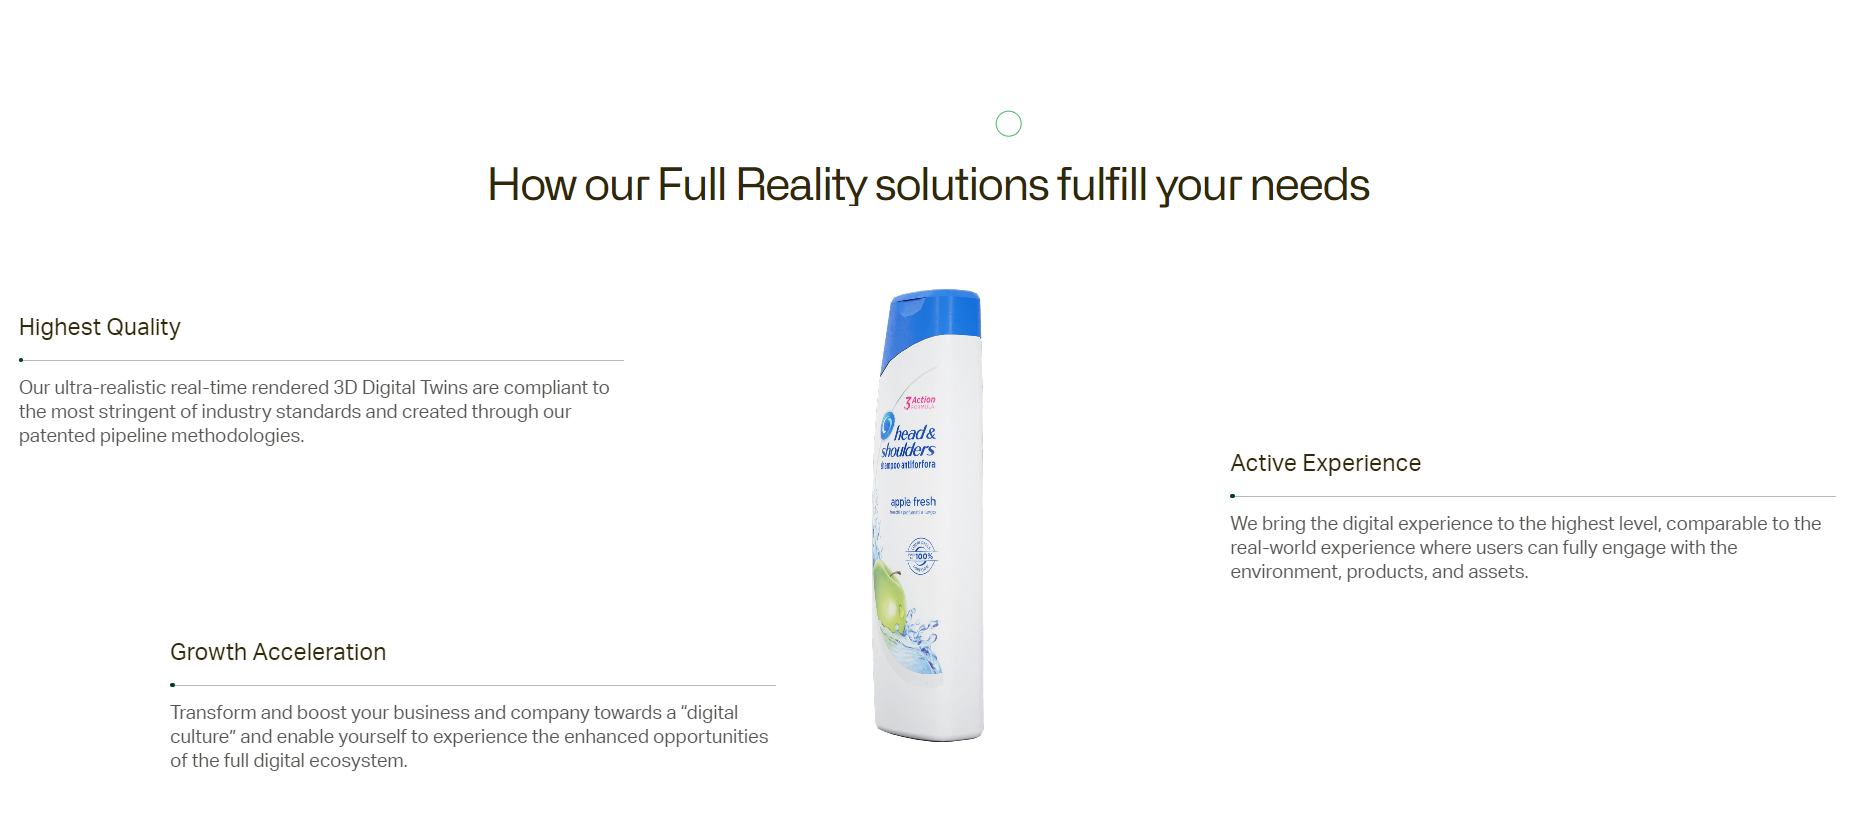 How our Full Reality solutions fulfill your needs
Highest Quality
Our ultra-realistic real-time rendered 3D Digital Twins are compliant to
the most stringent of industry standards and created through our
patented pipeline methodologies.
3 Action
FORMULA
head &
shoulders
shampoo antiforfora
apple fresh
100%
Active Experience
We bring the digital experience to the highest level, comparable to the
real-world experience where users can fully engage with the
environment, products, and assets.
Growth Acceleration
Transform and boost your business and company towards a “digital
culture” and enable yourself to experience the enhanced opportunities
of the full digital ecosystem.